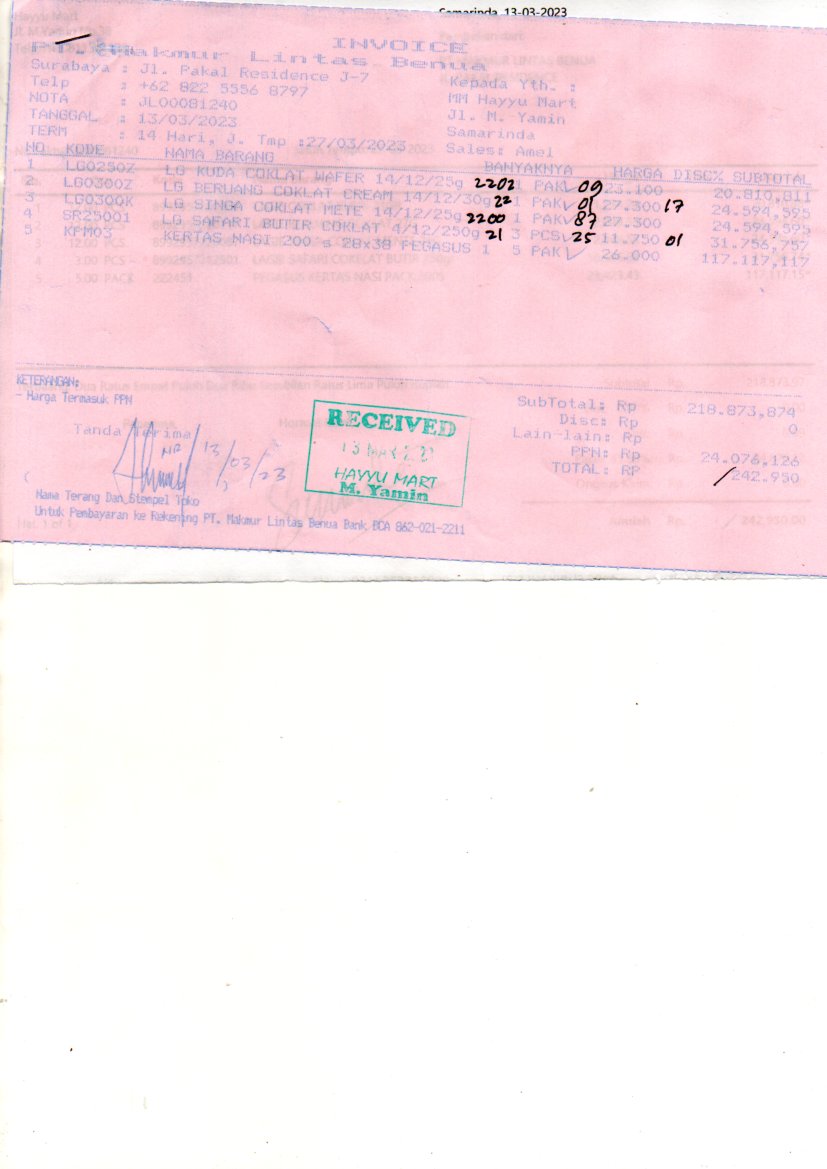 Samarinda, 13-03-2023
INVOICE
PT. Makmur Lintas Benua
Surabaya : Jl. Pakal Residence J-7
Telp : +62 822 5556 8797
NOTA : JL00081240
TANGGAL : 13/03/2023
TERM : 14 Hari, J. Tmp :27/03/2023
Kepada Yth. :
MM Hayyu Mart
Jl. M. Yamin
Samarinda
Sales: Amel
NO KODE NAMA BARANG BANYAKNYA HARGA DISC% SUBTOTAL
1 LG0250Z LG KUDA COKLAT WAFER 14/12/25g 2202 1 PAK 09 23.100 20.810,811
2 LG0300Z LG BERUANG COKLAT CREAM 14/12/30g 22 1 PAK 01 27.300 17 24.594,595
3 LG0300K LG SINGA COKLAT METE 14/12/25g 2200 1 PAK 87 27.300 24.594,595
4 SR25001 LG SAFARI BUTIR COKLAT 4/12/250g 21 3 PCS 25 11.750 01 31.756,757
5 KPM03 KERTAS NASI 200 s 28x38 PEGASUS 1 5 PAK 26.000 117.117,117
KETERANGAN:
- Harga Termasuk PPN
SubTotal: Rp 218.873,874
Disc: Rp 0
Lain-lain: Rp
PPN: Rp 24.076,126
TOTAL: RP 242.950
Tanda Terima
13/03/23
RECEIVED
13 MAR
HAYYU MART
M. Yamin
Nama Terang Dan Stempel Toko
Untuk Pembayaran ke Rekening PT. Makmur Lintas Benua Bank BCA 862-021-2211